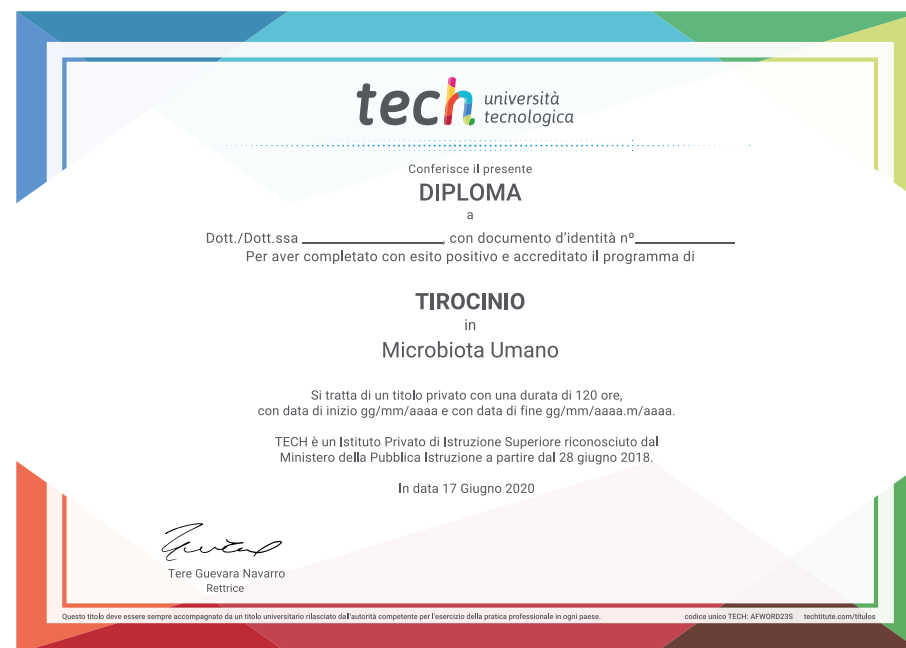 tech università
tecnologica
Conferisce il presente
DIPLOMA
a
Dott./Dott.ssa ____________________, con documento d'identità nº______________
Per aver completato con esito positivo e accreditato il programma di
TIROCINIO
in
Microbiota Umano
Si tratta di un titolo privato con una durata di 120 ore,
con data di inizio gg/mm/aaaa e con data di fine gg/mm/aaaa.m/aaaa.
TECH è un Istituto Privato di Istruzione Superiore riconosciuto dal
Ministero della Pubblica Istruzione a partire dal 28 giugno 2018.
In data 17 Giugno 2020
Tere Guevara Navarro
Rettrice
Questo titolo deve essere sempre accompagnato da un titolo universitario rilasciato dall'autorità competente per l'esercizio della pratica professionale in ogni paese. codice unico TECH: AFWORD23S techtitute.com/titulos